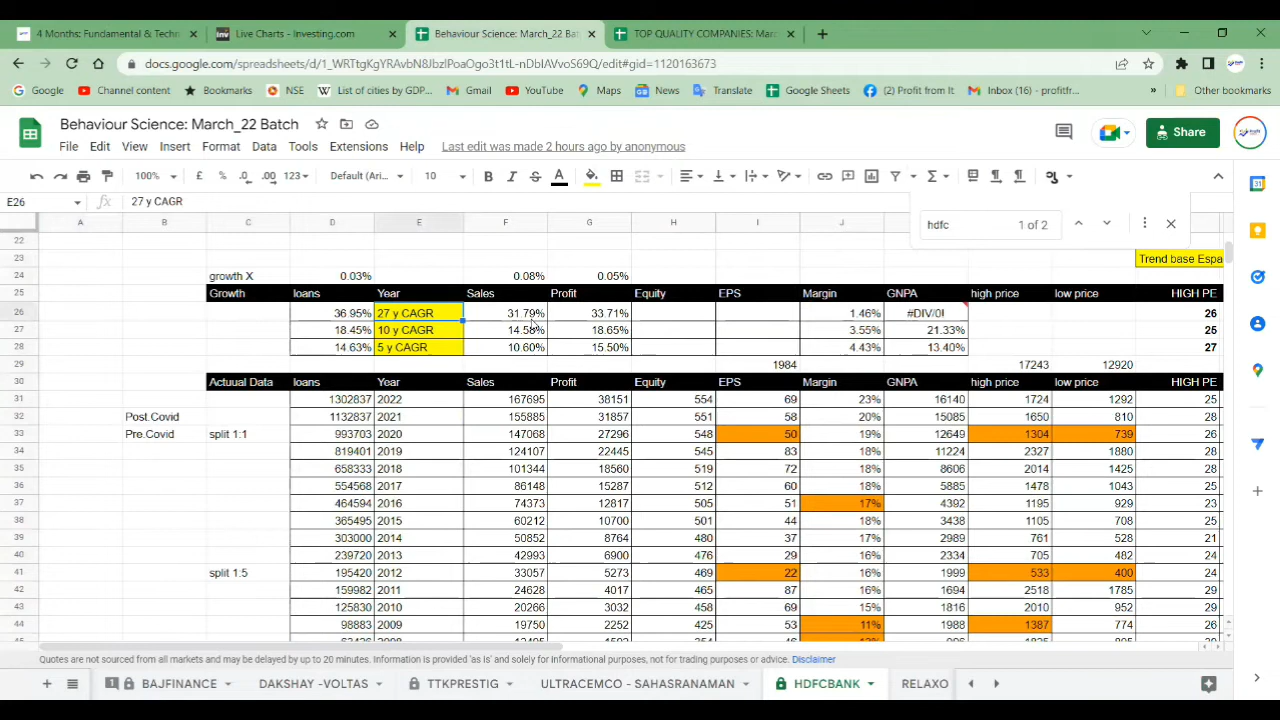 4 Months: Fundamental & Techn
Live Charts - Investing.com
Behaviour Science: March_22 Bat
TOP QUALITY COMPANIES: Marc
docs.google.com/spreadsheets/d/1_WRTtgKgYRAvbN8JbzlPoaOgo3t1tL-nDbIAVvoS69Q/edit#gid=1120163673
Google Channel content Bookmarks NSE List of cities by GDP... Gmail YouTube Maps News Translate Google Sheets (2) Profit from It Inbox (16) - profitfr... » Other bookmarks
Behaviour Science: March_22 Batch
Share
File Edit View Insert Format Data Tools Extensions Help Last edit was made 2 hours ago by anonymous
100% £ % .0 .00 123 Default (Ari... 10 B I S A
E26 fx 27 y CAGR
hdfc 1 of 2
A B C D E F G H I J K L M N
22
23 Trend base Espa
24 growth X 0.03% 0.08% 0.05%
25 Growth loans Year Sales Profit Equity EPS Margin GNPA high price low price HIGH PE
26 36.95% 27 y CAGR 31.79% 33.71% 1.46% #DIV/0! 26
27 18.45% 10 y CAGR 14.58% 18.65% 3.55% 21.33% 25
28 14.63% 5 y CAGR 10.60% 15.50% 4.43% 13.40% 27
29 1984 17243 12920
30 Actuual Data loans Year Sales Profit Equity EPS Margin GNPA high price low price HIGH PE
31 1302837 2022 167695 38151 554 69 23% 16140 1724 1292 25
32 Post.Covid 1132837 2021 155885 31857 551 58 20% 15085 1650 810 28
33 Pre.Covid split 1:1 993703 2020 147068 27296 548 50 19% 12649 1304 739 26
34 819401 2019 124107 22445 545 83 18% 11224 2327 1880 28
35 658333 2018 101344 18560 519 72 18% 8606 2014 1425 28
36 554568 2017 86148 15287 512 60 18% 5885 1478 1043 25
37 464594 2016 74373 12817 505 51 17% 4392 1195 929 23
38 365495 2015 60212 10700 501 44 18% 3438 1105 708 25
39 303000 2014 50852 8764 480 37 17% 2989 761 528 21
40 239720 2013 42993 6900 476 29 16% 2334 705 482 24
41 split 1:5 195420 2012 33057 5273 469 22 16% 1999 533 400 24
42 159982 2011 24628 4017 465 87 16% 1694 2518 1785 29
43 125830 2010 20266 3032 458 69 15% 1816 2010 952 29
44 98883 2009 19750 2252 425 53 11% 1988 1387 774 26
Quotes are not sourced from all markets and may be delayed by up to 20 minutes. Information is provided 'as is' and solely for informational purposes, not for trading purposes or advice. Disclaimer
1 BAJFINANCE DAKSHAY -VOLTAS TTKPRESTIG ULTRACEMCO - SAHASRANAMAN HDFCBANK RELAXO